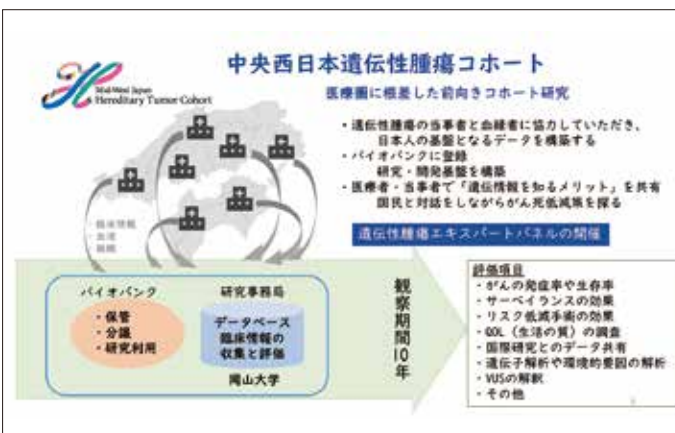 中央西日本遺伝性腫瘍コホート
Mid-West Japan
Hereditary Tumor Cohort
医療圏に根差した前向きコホート研究
・遺伝性腫瘍の当事者と血縁者に協力していただき、
日本人の基盤となるデータを構築する
・バイオバンクに登録
研究・開発基盤を構築
・医療者・当事者で「遺伝情報を知るメリット」を共有
国民と対話をしながらがん死低減策を探る
遺伝性腫瘍エキスパートパネルの開催
・臨床情報
・血液
バイオバンク
・保管
・分譲
・研究利用
研究事務局
データベース
臨床情報の
収集と評価
岡山大学
観察期間10年
評価項目
・がんの発症率や生存率
・サーベイランスの効果
・リスク低減手術の効果
・QOL（生活の質）の調査
・国際研究とのデータ共有
・遺伝子解析や環境的要因の解析
・VUSの解釈
・その他